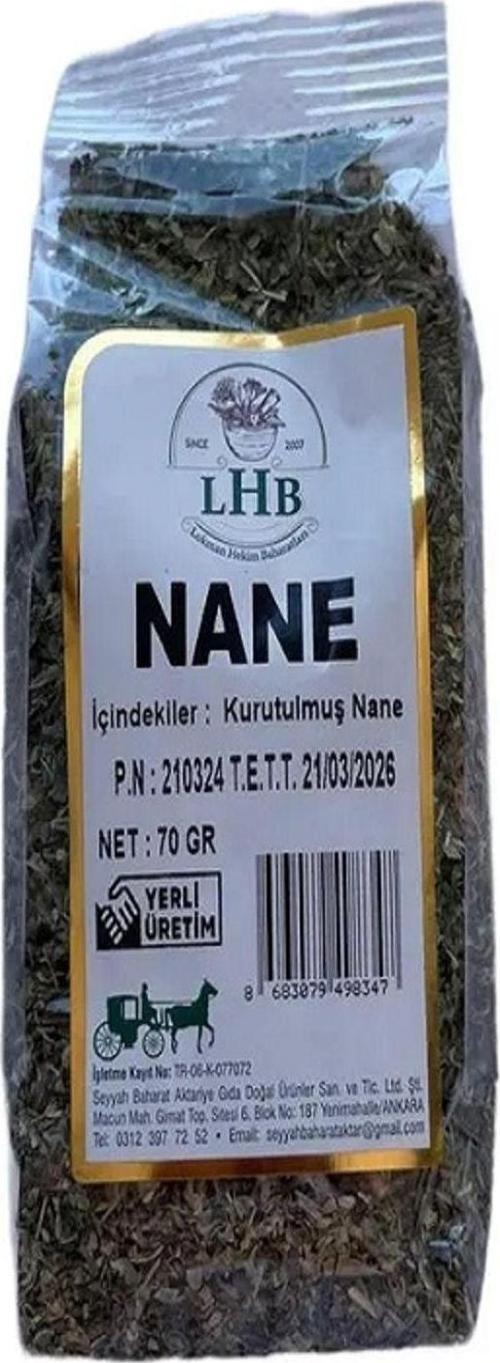 SINCE 2007
LHB
Lokman Hekim Baharatları
NANE
İçindekiler : Kurutulmuş Nane
P.N : 210324 T.E.T.T. 21/03/2026
NET : 70 GR
YERLİ
ÜRETİM
8 683079 498347
İşletme Kayıt No: TR-06-K-077072
Seyyah Baharat Aktariye Gıda Doğal Ürünler San. ve Tic. Ltd. Şti.
Macun Mah. Gimat Top. Sitesi 6. Blok No: 187 Yenimahalle/ANKARA
Tel: 0312 397 72 52 • Email: seyyahbaharataktar@gmail.com